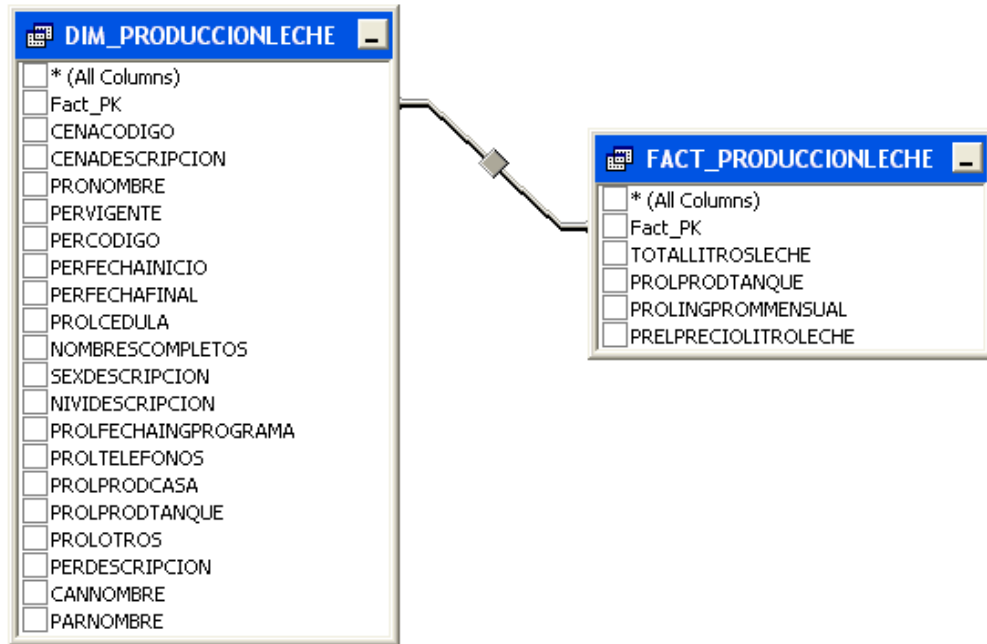 DIM_PRODUCCIONLECHE
* (All Columns)
Fact_PK
CENACODIGO
CENADESCRIPCION
PRONOMBRE
PERVIGENTE
PERCODIGO
PERFECHAINICIO
PERFECHAFINAL
PROLCEDULA
NOMBRESCOMPLETOS
SEXDESCRIPCION
NIVIDESCRIPCION
PROLFECHAINGPROGRAMA
PROLTELEFONOS
PROLPRODCASA
PROLPRODTANQUE
PROLOTROS
PERDESCRIPCION
CANNOMBRE
PARNOMBRE
FACT_PRODUCCIONLECHE
* (All Columns)
Fact_PK
TOTALLITROSLECHE
PROLPRODTANQUE
PROLINGPROMMENSUAL
PRELPRECIOLITROLECHE